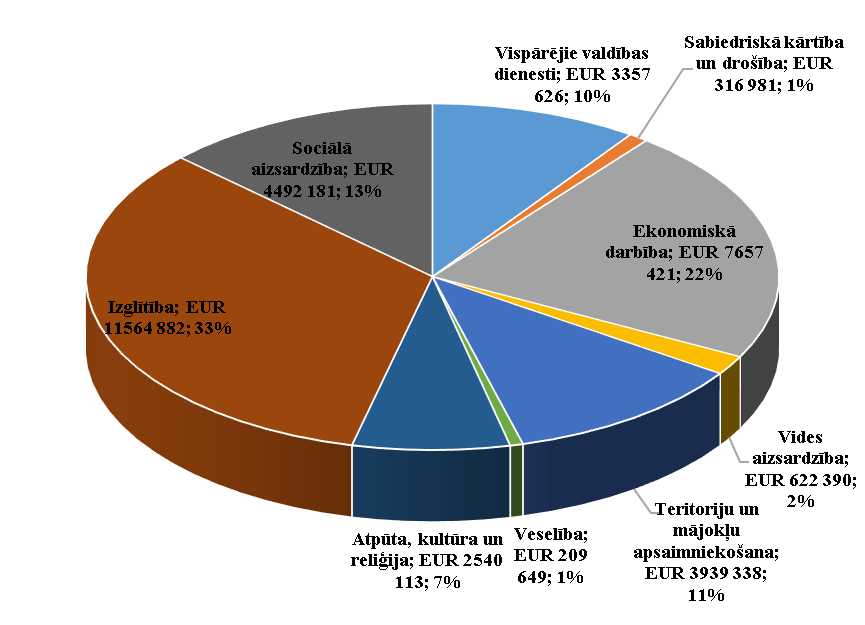 Vispārējie valdības
dienesti; EUR 3357
626; 10%
Sabiedriskā kārtība
un drošība; EUR
316 981; 1%
Sociālā
aizsardzība; EUR
4492 181; 13%
Ekonomiskā
darbība; EUR 7657
421; 22%
Izglītība; EUR
11564 882; 33%
Vides
aizsardzība;
EUR 622 390;
2%
Teritoriju un
mājokļu
apsaimniekošana;
EUR 3939 338;
11%
Veselība;
EUR 209
649; 1%
Atpūta, kultūra un
reliģija; EUR 2540
113; 7%